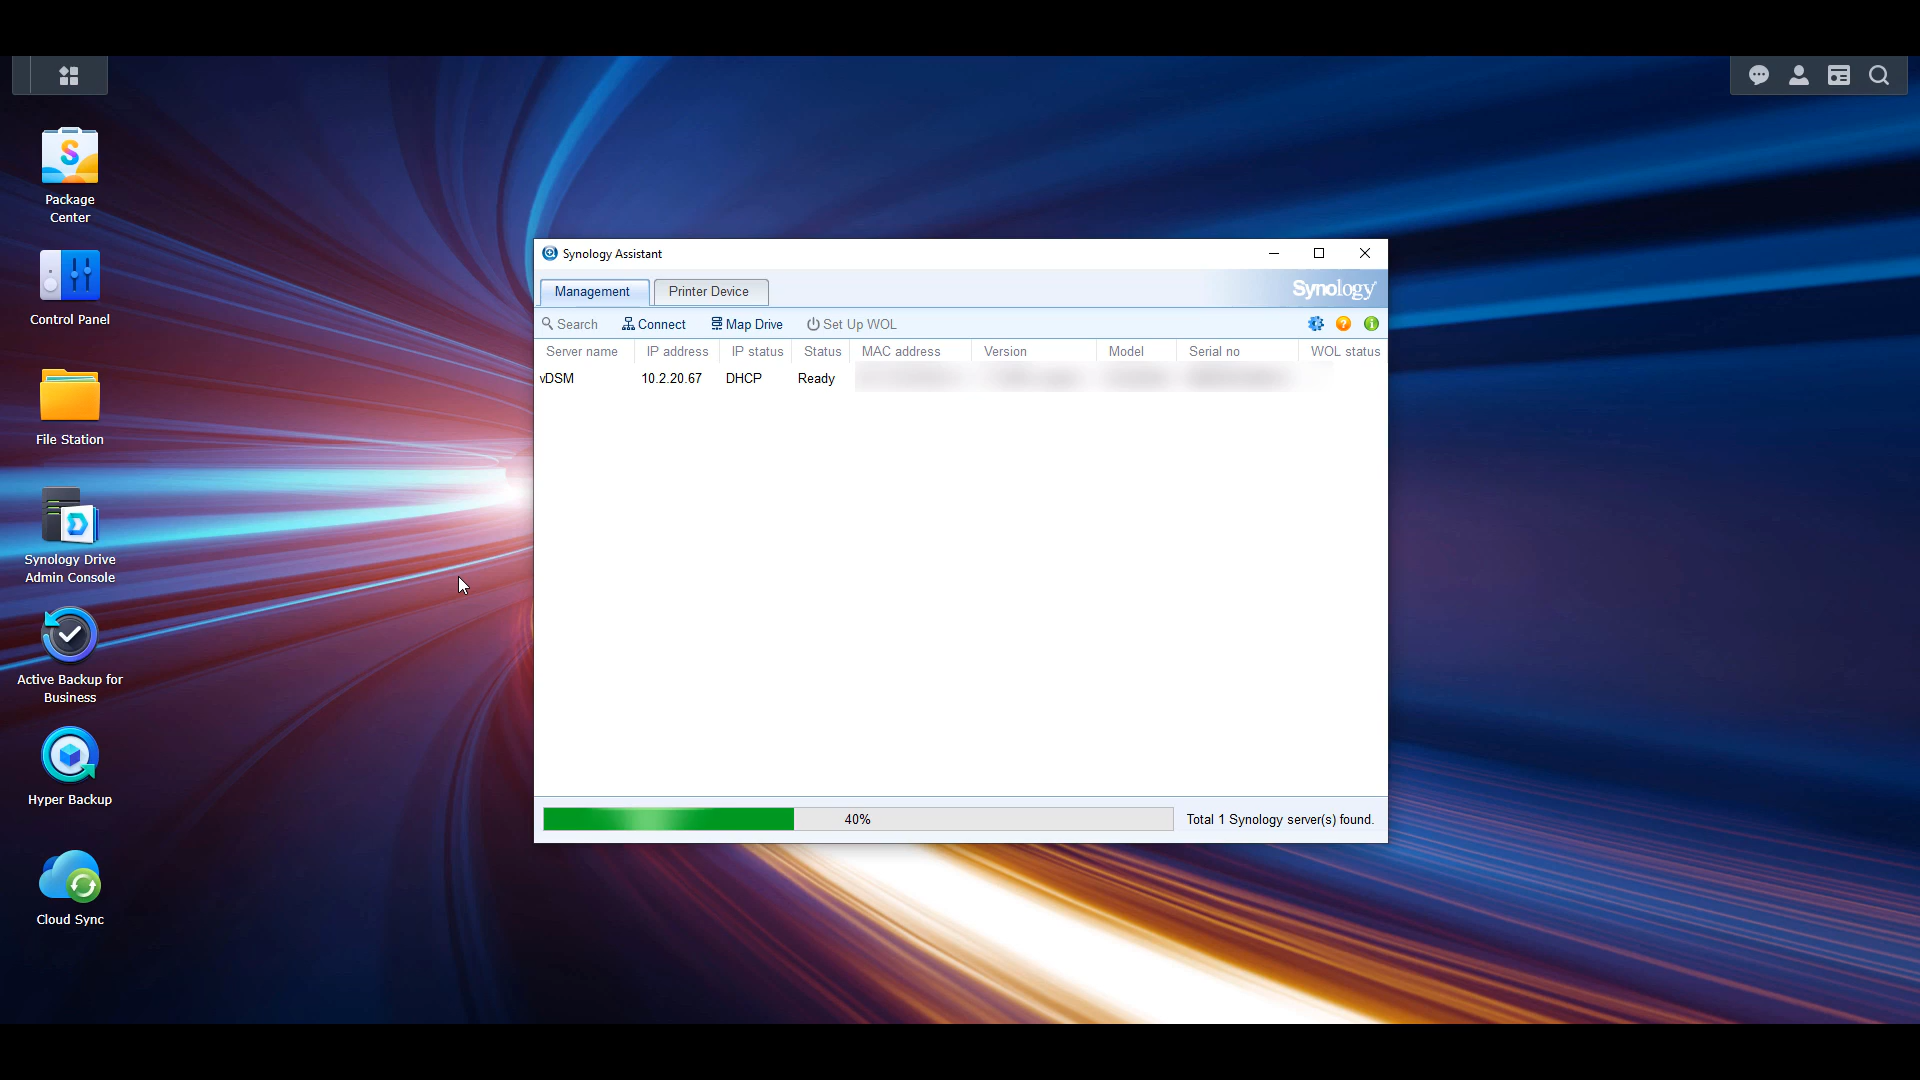 Package
Center
Control Panel
File Station
Synology Drive
Admin Console
Active Backup for
Business
Hyper Backup
Cloud Sync
Synology Assistant
Management Printer Device Synology
Search Connect Map Drive Set Up WOL
Server name IP address IP status Status MAC address Version Model Serial no WOL status
vDSM 10.2.20.67 DHCP Ready
40% Total 1 Synology server(s) found.